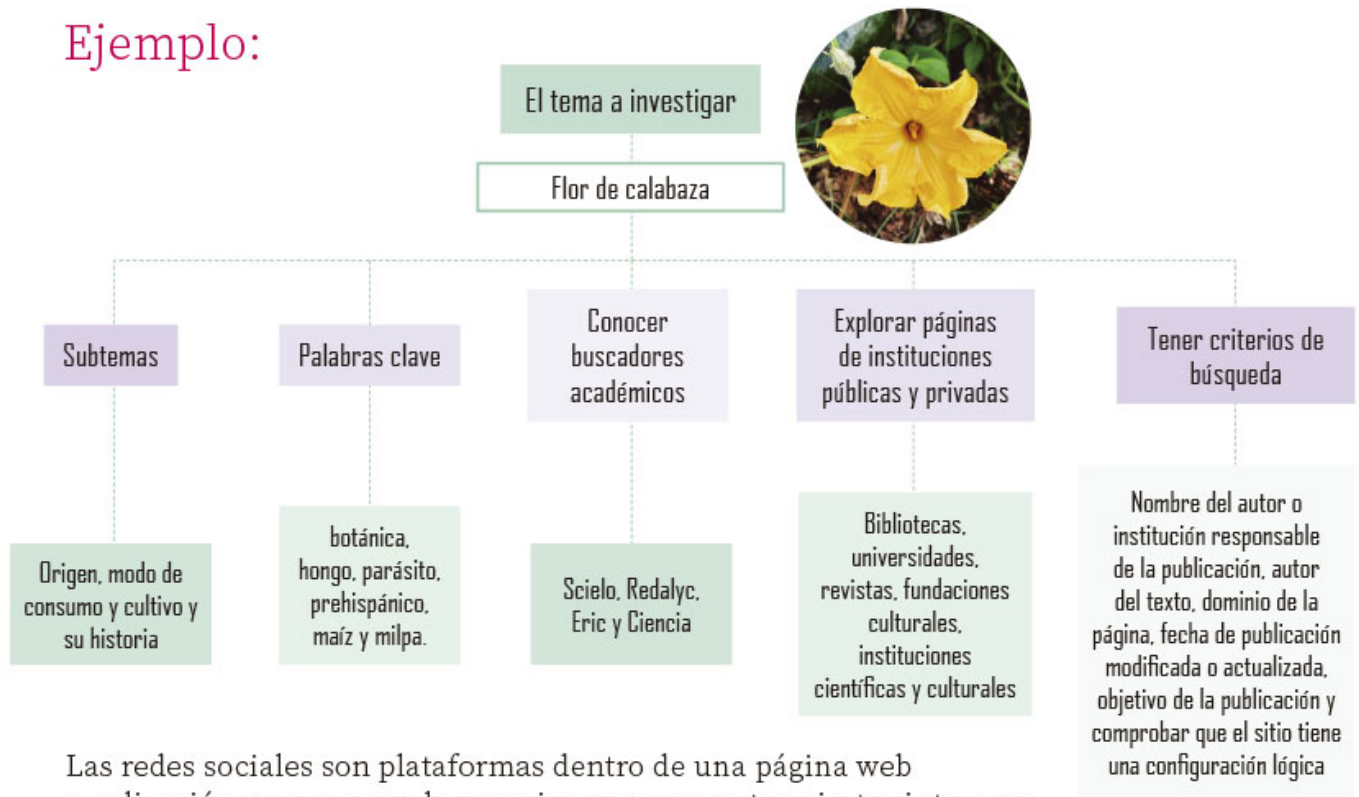 Ejemplo:
El tema a investigar
Flor de calabaza
Subtemas
Origen, modo de
consumo y cultivo y
su historia
Palabras clave
botánica,
hongo, parásito,
prehispánico,
maíz y milpa.
Conocer
buscadores
académicos
Scielo, Redalyc,
Eric y Ciencia
Explorar páginas
de instituciones
públicas y privadas
Bibliotecas,
universidades,
revistas, fundaciones
culturales,
instituciones
científicas y culturales
Tener criterios de
búsqueda
Nombre del autor o
institución responsable
de la publicación, autor
del texto, dominio de la
página, fecha de publicación
modificada o actualizada,
objetivo de la publicación y
comprobar que el sitio tiene
una configuración lógica
Las redes sociales son plataformas dentro de una página web